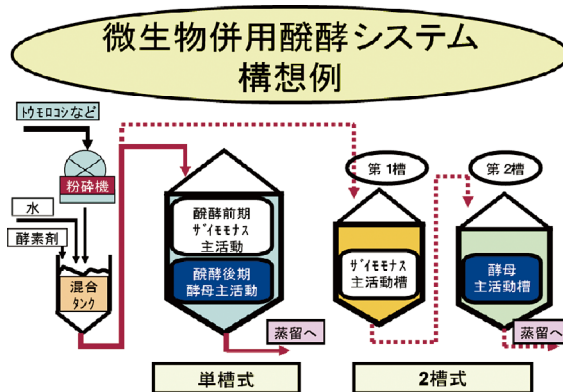 微生物併用醗酵システム
構想例
トウモロコシなど
粉砕機
水
酵素剤
混合
タンク
醗酵前期
ザイモモナス
主活動
醗酵後期
酵母主活動
蒸留へ
単槽式
第1槽
ザイモモナス
主活動槽
第2槽
酵母
主活動槽
蒸留へ
2槽式